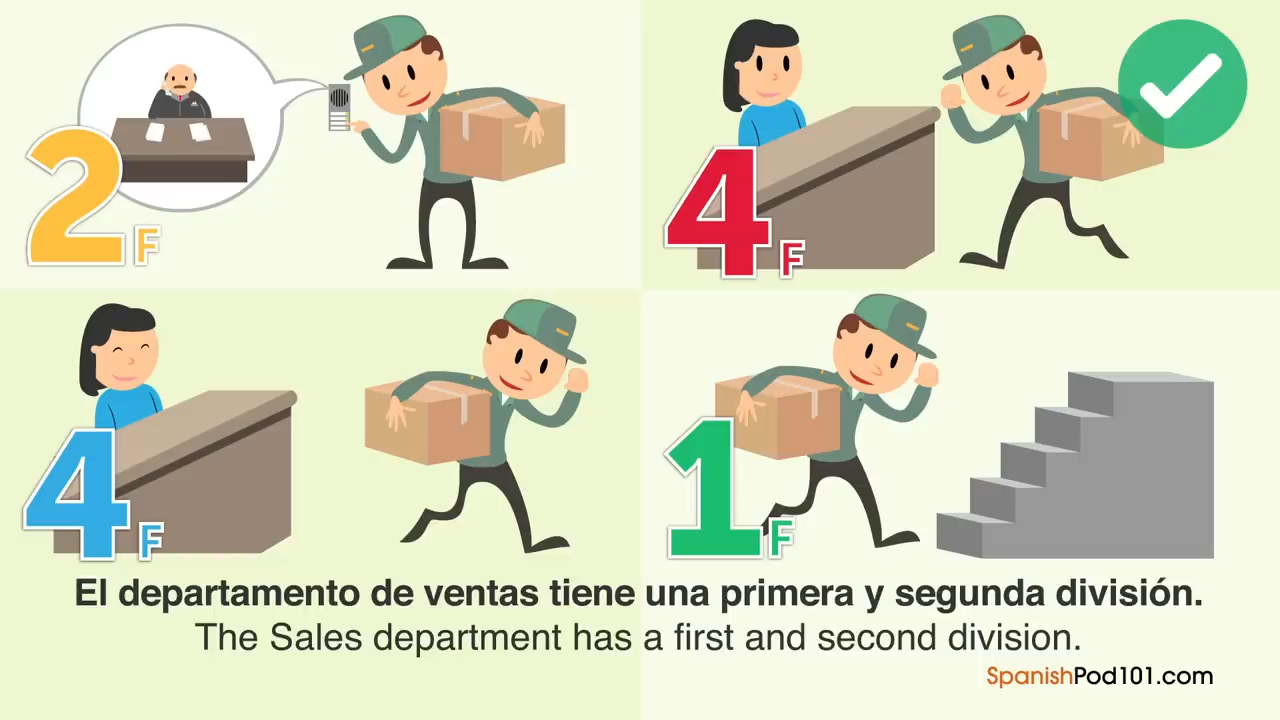 2F
4F
4F
1F
El departamento de ventas tiene una primera y segunda división.
The Sales department has a first and second division.
SpanishPod101.com